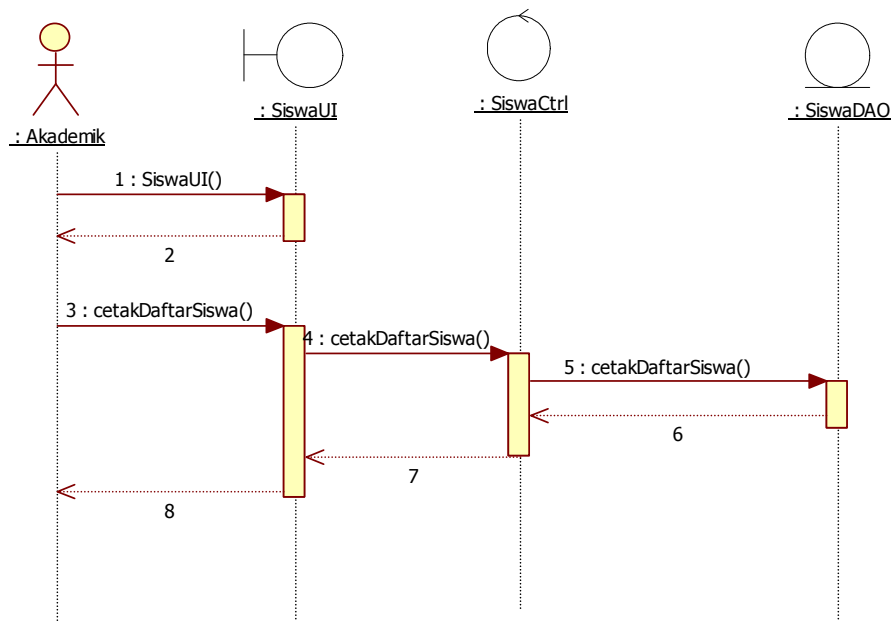 : Akademik
: SiswaUI
: SiswaCtrl
: SiswaDAO
1 : SiswaUI()
2
3 : cetakDaftarSiswa()
4 : cetakDaftarSiswa()
5 : cetakDaftarSiswa()
6
7
8